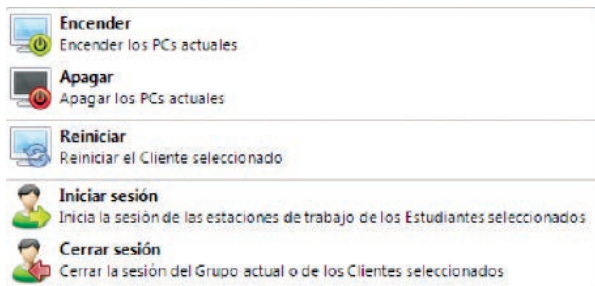 Encender
Encender los PCs actuales
Apagar
Apagar los PCs actuales
Reiniciar
Reiniciar el Cliente seleccionado
Iniciar sesión
Inicia la sesión de las estaciones de trabajo de los Estudiantes seleccionados
Cerrar sesión
Cerrar la sesión del Grupo actual o de los Clientes seleccionados